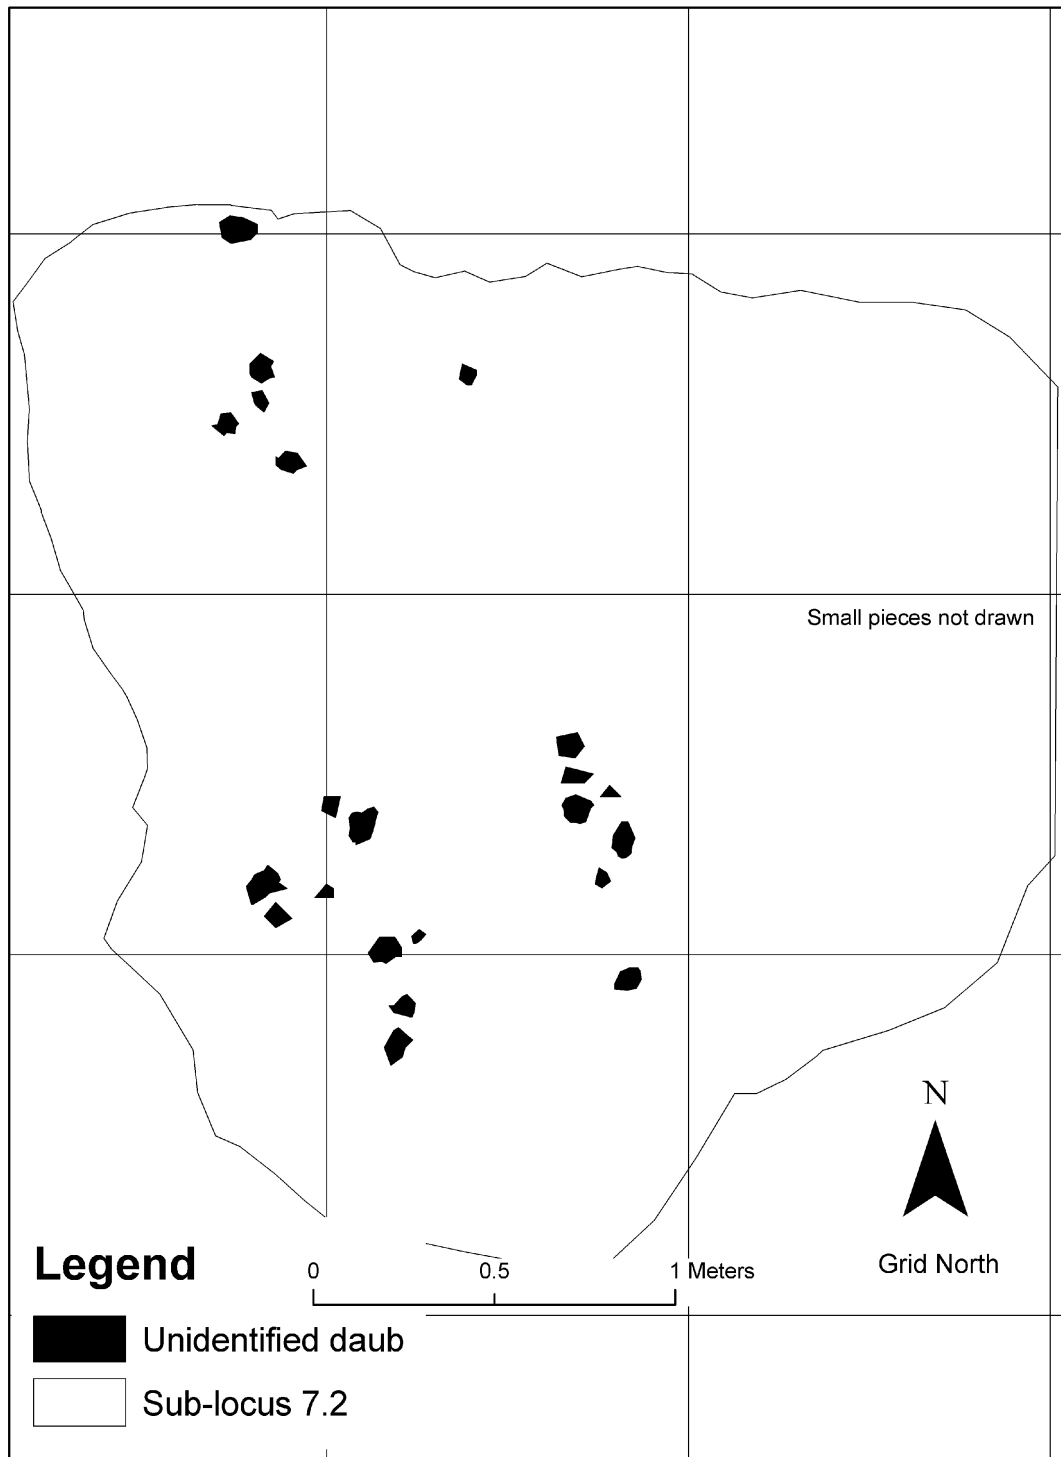 Small pieces not drawn
N
Grid North
Legend
0 0.5 1 Meters
Unidentified daub
Sub-locus 7.2